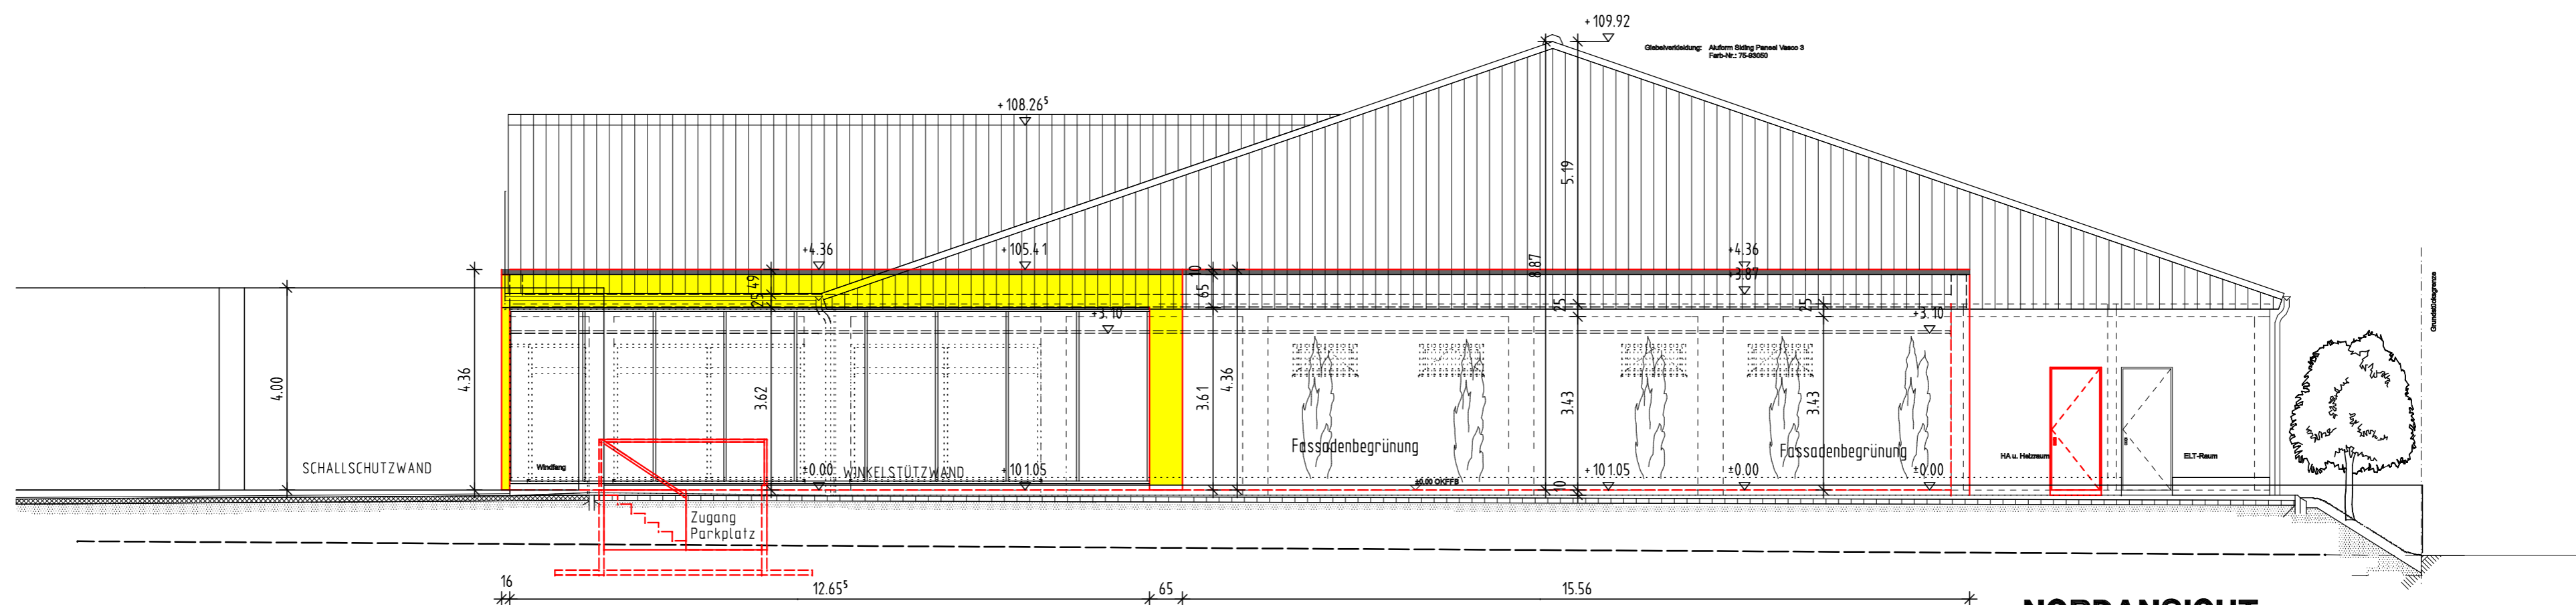 + 109.92
Giebelverkleidung: Aluform Siding Paneel Vasco 3
Farb-Nr.: 75-93050
+ 108.26⁵
5.19
+4.36
+ 105.41
+4.36
+3.87
8.87
10
65
49
25
25
25
+3.10
+3.10
Grundstücksgrenze
4.00
4.36
3.62
3.61
4.36
3.43
3.43
Fassadenbegrünung
Fassadenbegrünung
SCHALLSCHUTZWAND
Windfang
±0.00
WINKELSTÜTZWAND
+ 101.05
±0,00 OKFFB
10
+ 101.05
±0.00
±0.00
HA u. Heizraum
ELT-Raum
Zugang
Parkplatz
16
12.65⁵
65
15.56
NORDANSICHT